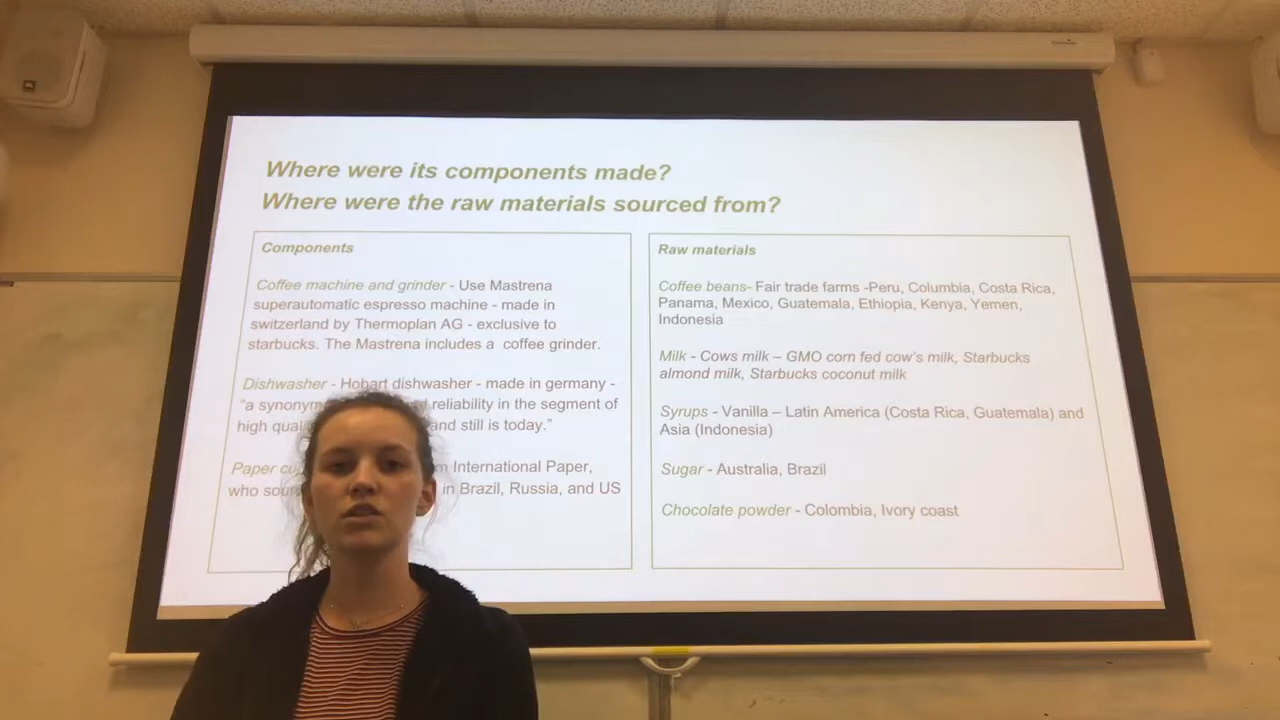 Where were its components made?
Where were the raw materials sourced from?
Components
Coffee machine and grinder - Use Mastrena
superautomatic espresso machine - made in
switzerland by Thermoplan AG - exclusive to
starbucks. The Mastrena includes a coffee grinder.
Dishwasher - Hobart dishwasher - made in germany -
“a synonym reliability in the segment of
high and still is today.”
Paper International Paper,
who in Brazil, Russia, and US
Raw materials
Coffee beans- Fair trade farms -Peru, Columbia, Costa Rica,
Panama, Mexico, Guatemala, Ethiopia, Kenya, Yemen,
Indonesia
Milk - Cows milk – GMO corn fed cow's milk, Starbucks
almond milk, Starbucks coconut milk
Syrups - Vanilla – Latin America (Costa Rica, Guatemala) and
Asia (Indonesia)
Sugar - Australia, Brazil
Chocolate powder - Colombia, Ivory coast